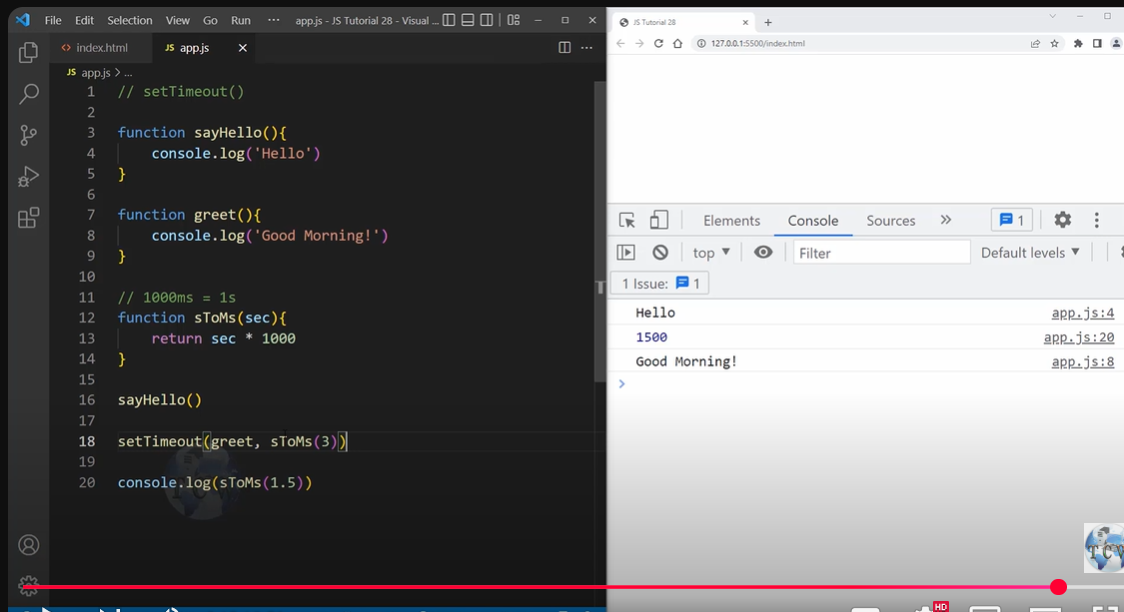 File Edit Selection View Go Run ··· app.js - JS Tutorial 28 - Visual ...
<> index.html JS app.js
JS app.js > ...
1 // setTimeout()
2
3 function sayHello(){
4 console.log('Hello')
5 }
6
7 function greet(){
8 console.log('Good Morning!')
9 }
10
11 // 1000ms = 1s
12 function sToMs(sec){
13 return sec * 1000
14 }
15
16 sayHello()
17
18 setTimeout(greet, sToMs(3))
19
20 console.log(sToMs(1.5))
JS Tutorial 28
127.0.0.1:5500/index.html
Elements Console Sources 1
top Filter Default levels
1 Issue: 1
Hello app.js:4
1500 app.js:20
Good Morning! app.js:8
T C V
HD